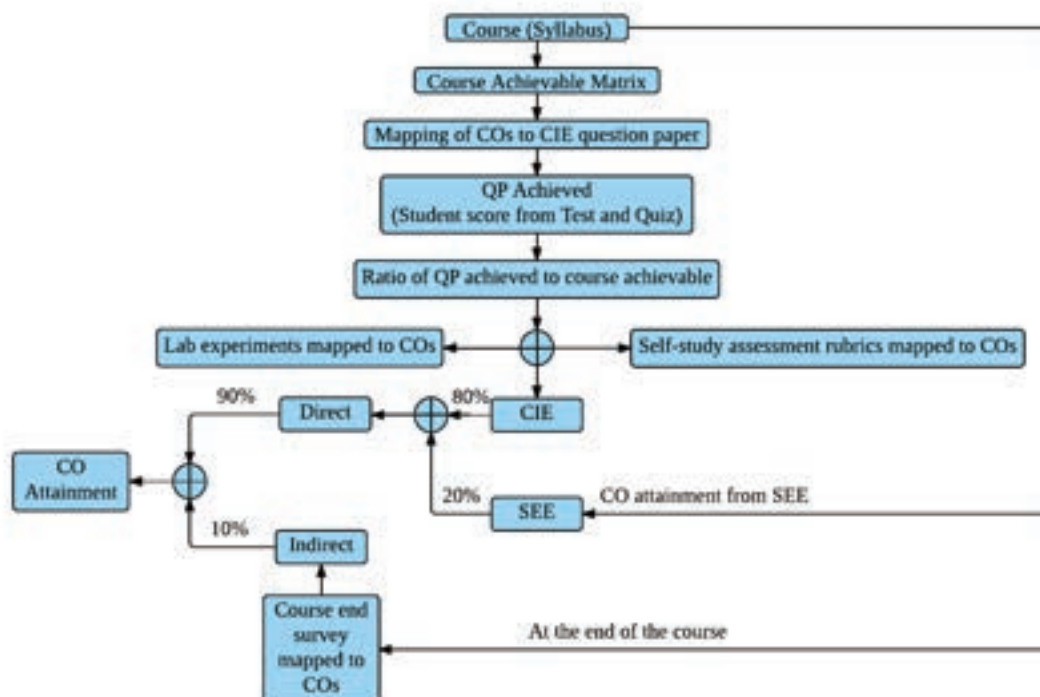 Course (Syllabus)
Course Achievable Matrix
Mapping of COs to CIE question paper
QP Achieved
(Student score from Test and Quiz)
Ratio of QP achieved to course achievable
Lab experiments mapped to COs
Self-study assessment rubrics mapped to COs
90%
Direct
80%
CIE
CO
Attainment
20%
SEE
CO attainment from SEE
10%
Indirect
Course end
survey
mapped to
COs
At the end of the course